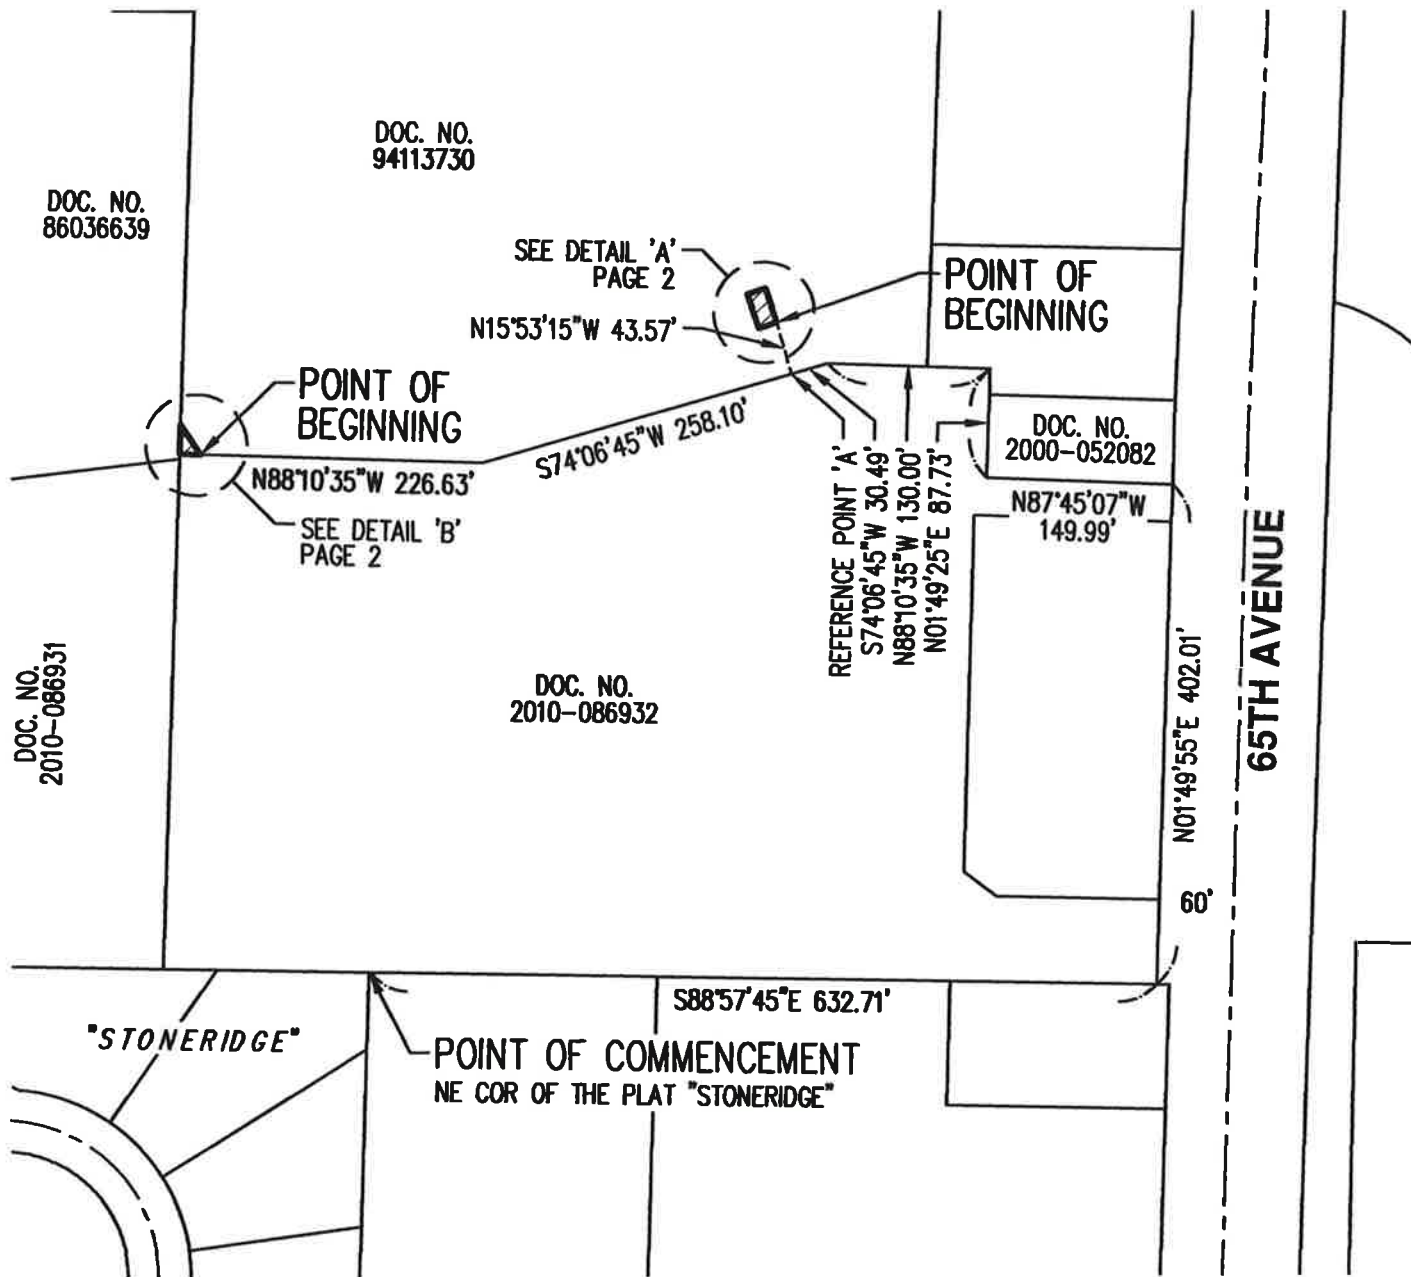 DOC. NO.
94113730
DOC. NO.
86036639
SEE DETAIL 'A'
PAGE 2
POINT OF
BEGINNING
N15°53'15"W 43.57'
POINT OF
BEGINNING
S74°06'45"W 258.10'
DOC. NO.
2000-052082
N88°10'35"W 226.63'
SEE DETAIL 'B'
PAGE 2
N87°45'07"W
149.99'
REFERENCE POINT 'A'
S74°06'45"W 30.49'
N88°10'35"W 130.00'
N01°49'25"E 87.73'
65TH AVENUE
DOC. NO.
2010-086931
DOC. NO.
2010-086932
N01°49'55"E 402.01'
60'
S88°57'45"E 632.71'
"STONERIDGE"
POINT OF COMMENCEMENT
NE COR OF THE PLAT "STONERIDGE"